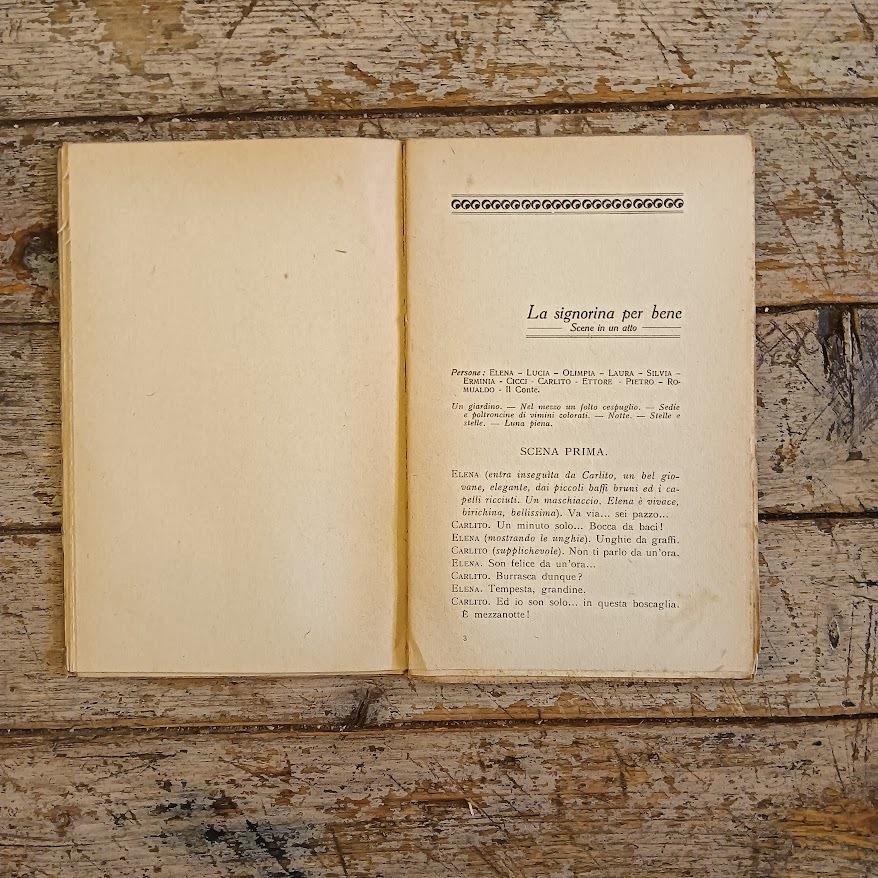 La signorina per bene
Scene in un atto
Persone: ELENA – LUCIA – OLIMPIA – LAURA – SILVIA –
ERMINIA - CICCI - CARLITO - ETTORE - PIETRO - RO-
MUALDO - Il Conte.
Un giardino. — Nel mezzo un folto cespuglio. — Sedie
e poltroncine di vimini colorati. — Notte. — Stelle e
stelle. — Luna piena.
SCENA PRIMA.
ELENA (entra inseguita da Carlito, un bel gio-
vane, elegante, dai piccoli baffi bruni ed i ca-
pelli ricciuti. Un maschiaccio. Elena è vivace,
birichina, bellissima). Va via... sei pazzo...
CARLITO. Un minuto solo... Bocca da baci!
ELENA (mostrando le unghie). Unghie da graffi.
CARLITO (supplichevole). Non ti parlo da un'ora.
ELENA. Son felice da un'ora...
CARLITO. Burrasca dunque?
ELENA. Tempesta, grandine.
CARLITO. Ed io son solo... in questa boscaglia.
È mezzanotte!
3